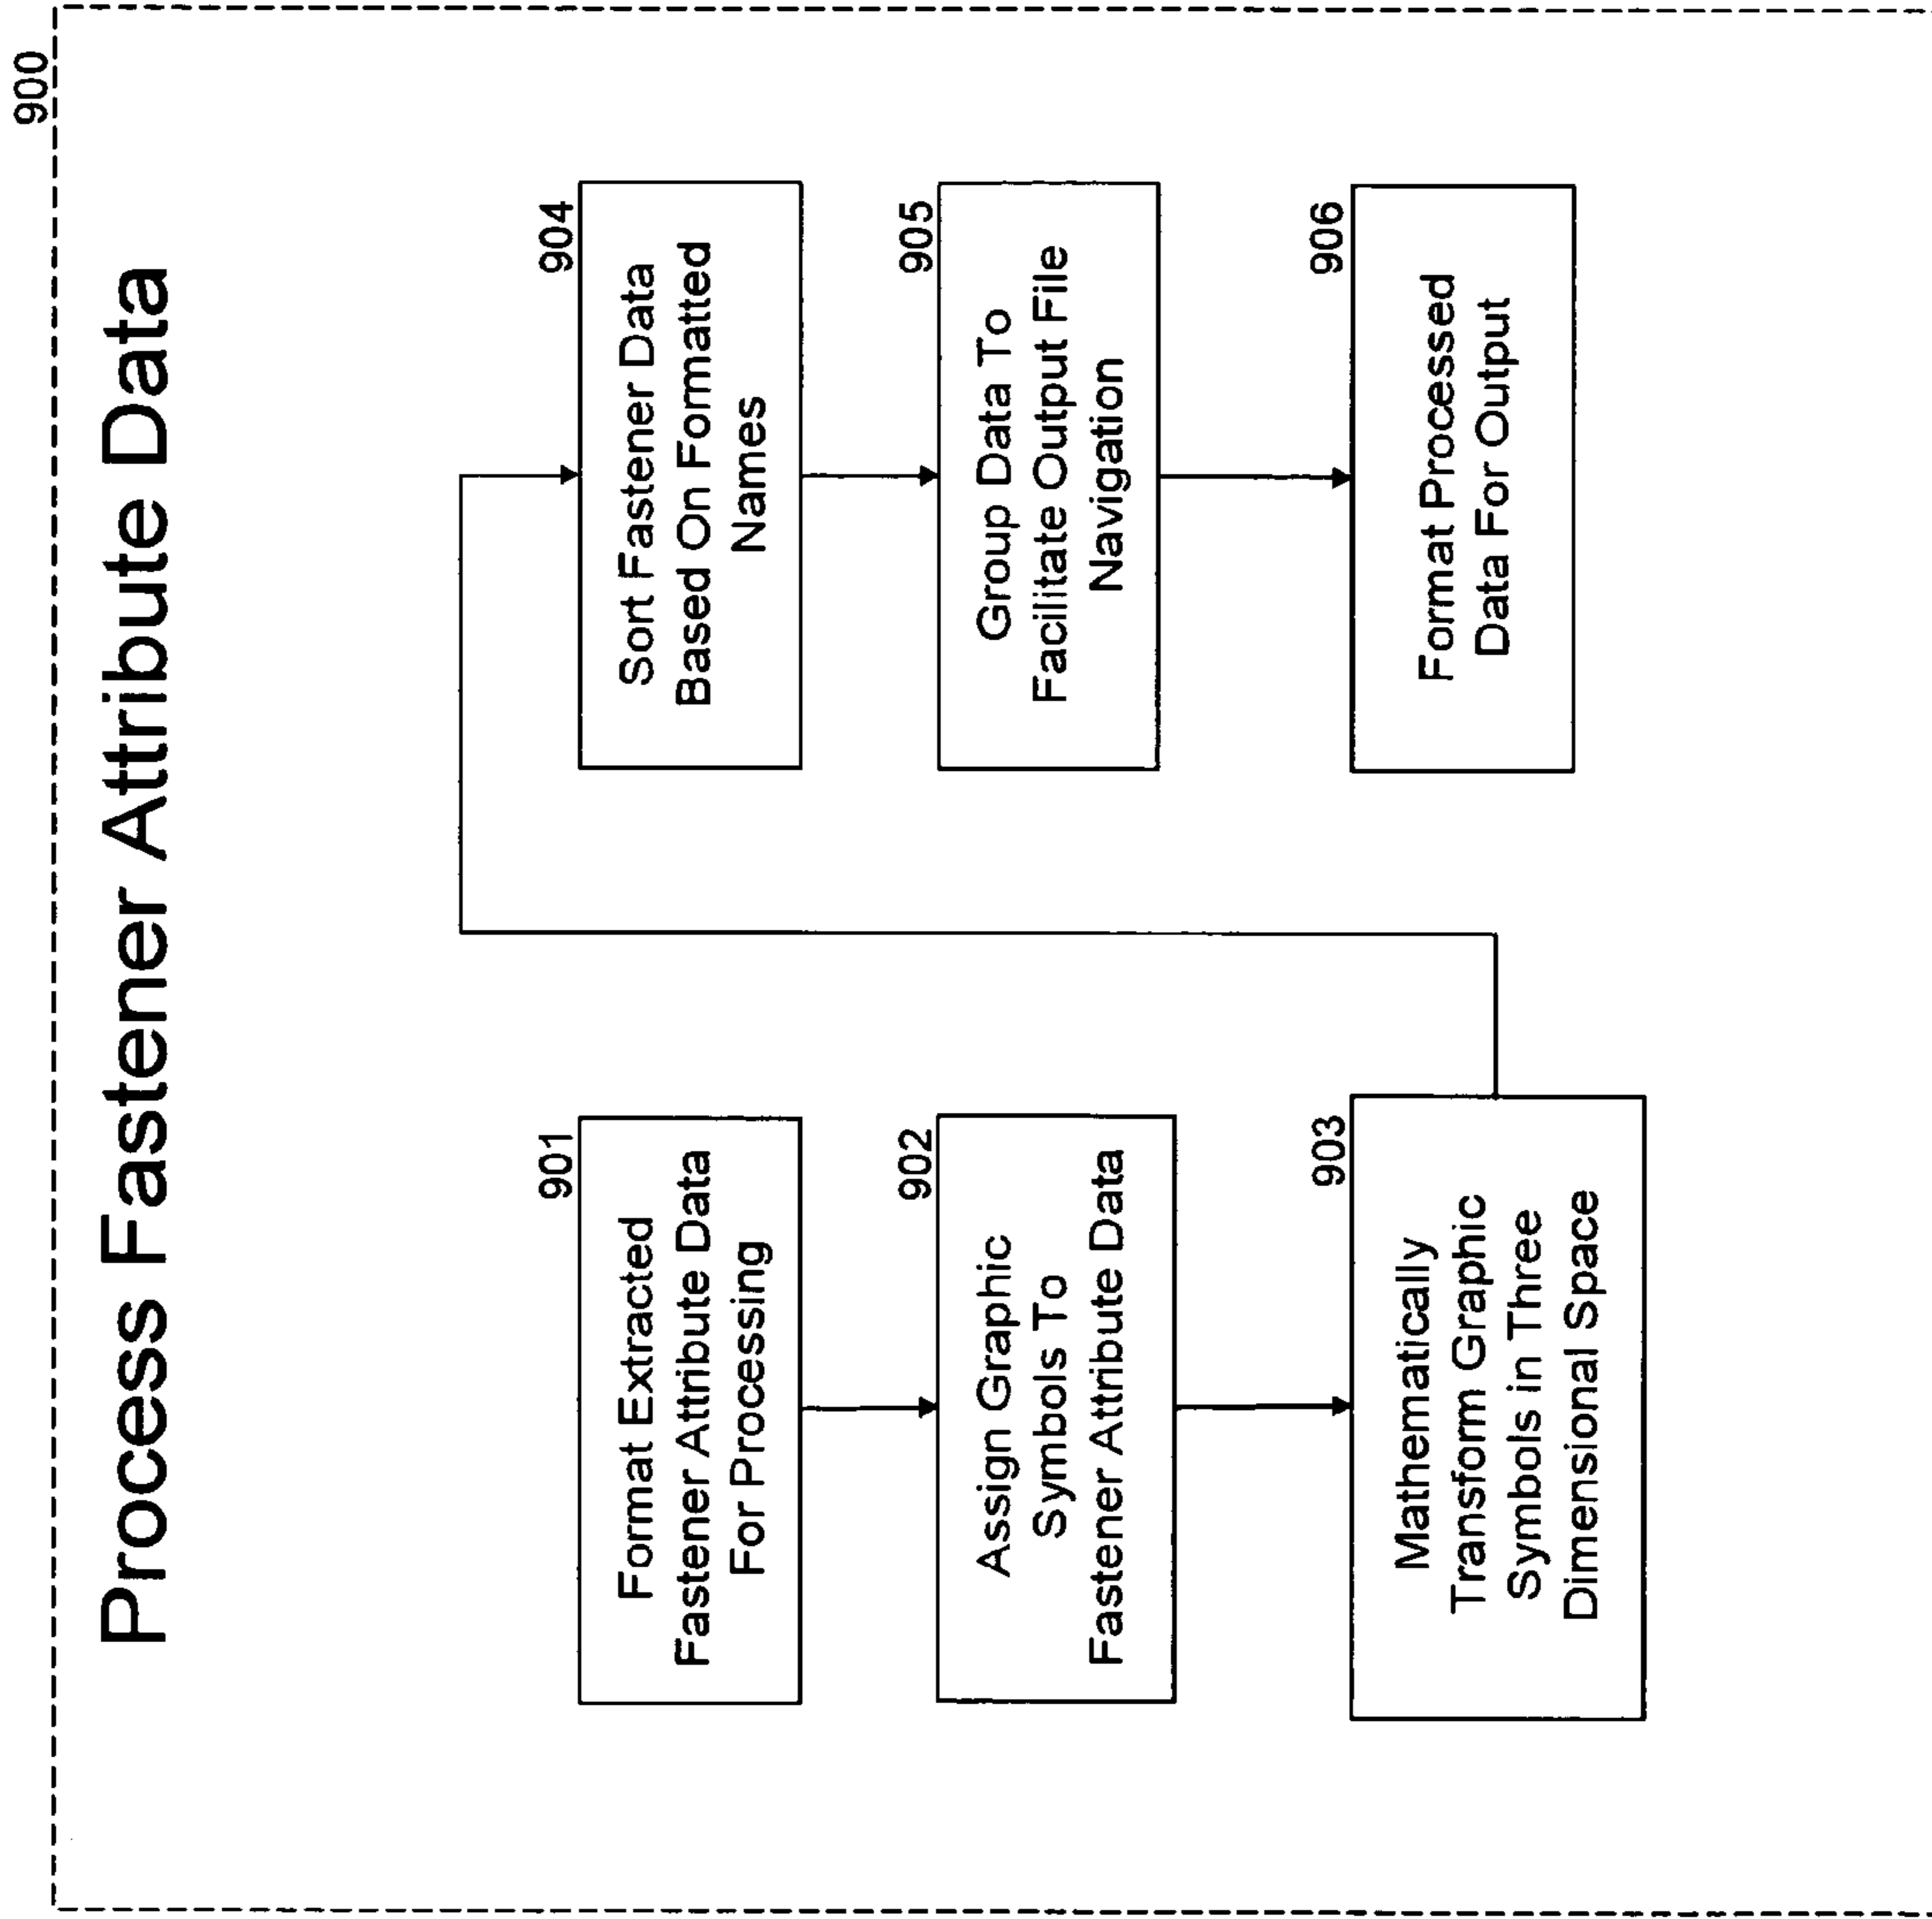 900
Process Fastener Attribute Data
901
Format Extracted
Fastener Attribute Data
For Processing
902
Assign Graphic
Symbols To
Fastener Attribute Data
903
Mathematically
Transform Graphic
Symbols in Three
Dimensional Space
904
Sort Fastener Data
Based On Formatted
Names
905
Group Data To
Facilitate Output File
Navigation
906
Format Processed
Data For Output